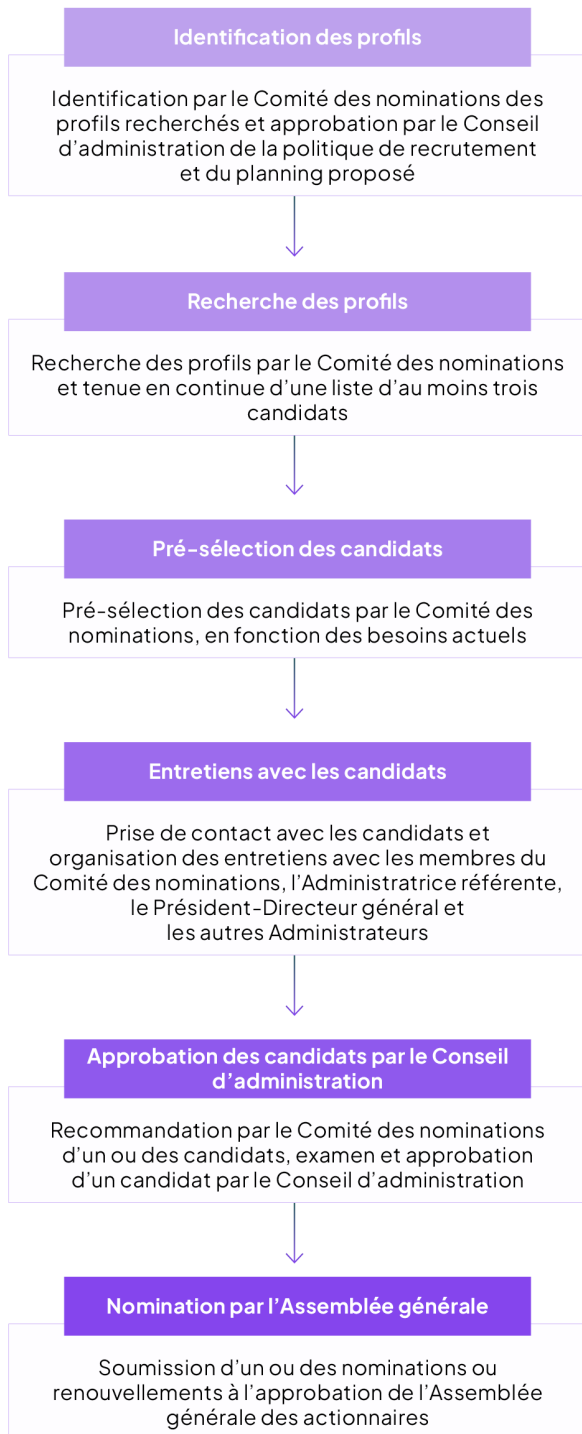 Identification des profils
Identification par le Comité des nominations des
profils recherchés et approbation par le Conseil
d’administration de la politique de recrutement
et du planning proposé
Recherche des profils
Recherche des profils par le Comité des nominations
et tenue en continue d’une liste d’au moins trois
candidats
Pré-sélection des candidats
Pré-sélection des candidats par le Comité des
nominations, en fonction des besoins actuels
Entretiens avec les candidats
Prise de contact avec les candidats et
organisation des entretiens avec les membres du
Comité des nominations, l’Administratrice référente,
le Président-Directeur général et
les autres Administrateurs
Approbation des candidats par le Conseil
d’administration
Recommandation par le Comité des nominations
d’un ou des candidats, examen et approbation
d’un candidat par le Conseil d’administration
Nomination par l’Assemblée générale
Soumission d’un ou des nominations ou
renouvellements à l’approbation de l’Assemblée
générale des actionnaires